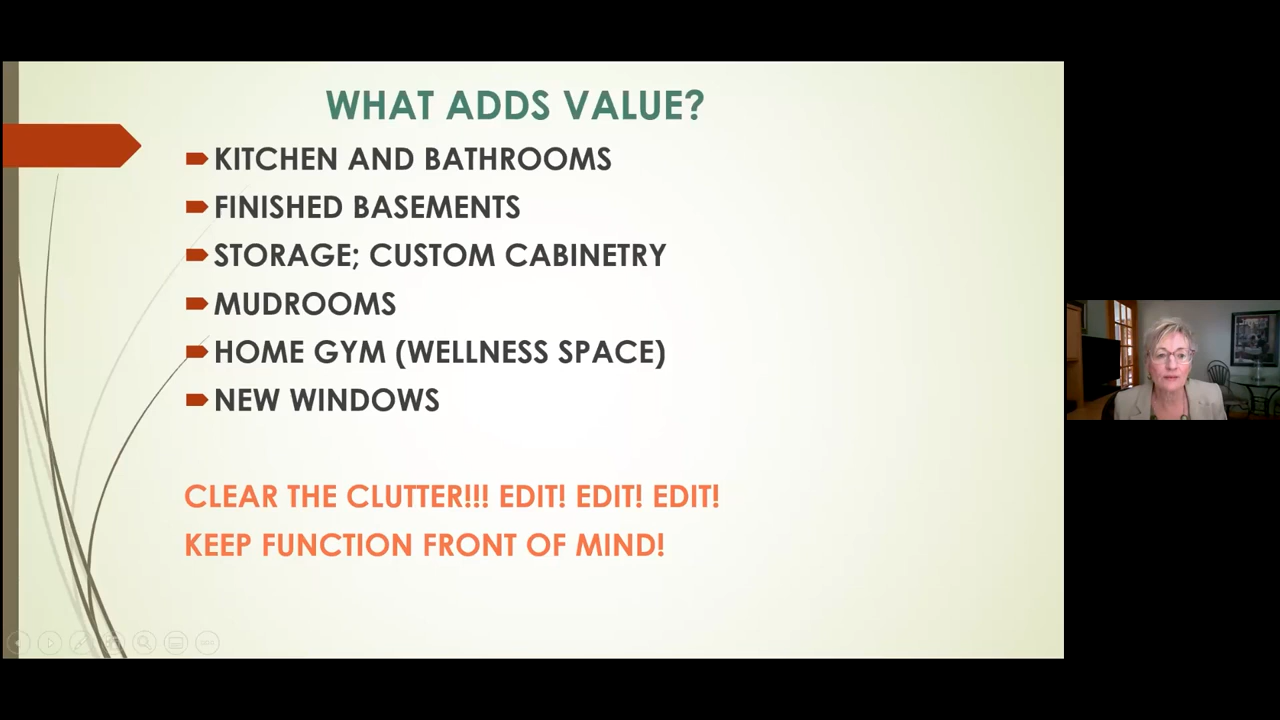 WHAT ADDS VALUE?
KITCHEN AND BATHROOMS
FINISHED BASEMENTS
STORAGE; CUSTOM CABINETRY
MUDROOMS
HOME GYM (WELLNESS SPACE)
NEW WINDOWS
CLEAR THE CLUTTER!!! EDIT! EDIT! EDIT!
KEEP FUNCTION FRONT OF MIND!